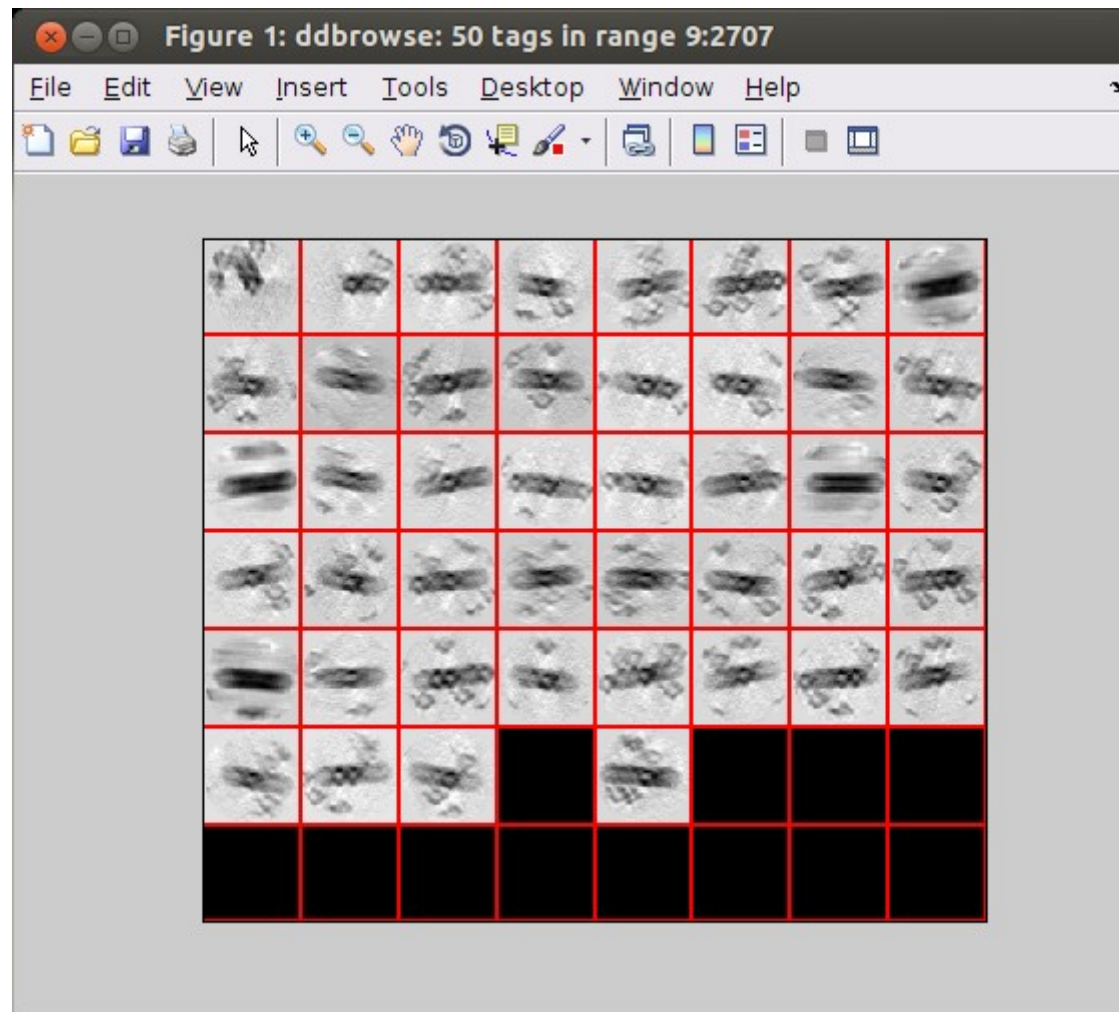 Figure 1: ddbrowse: 50 tags in range 9:2707
File Edit View Insert Tools Desktop Window Help